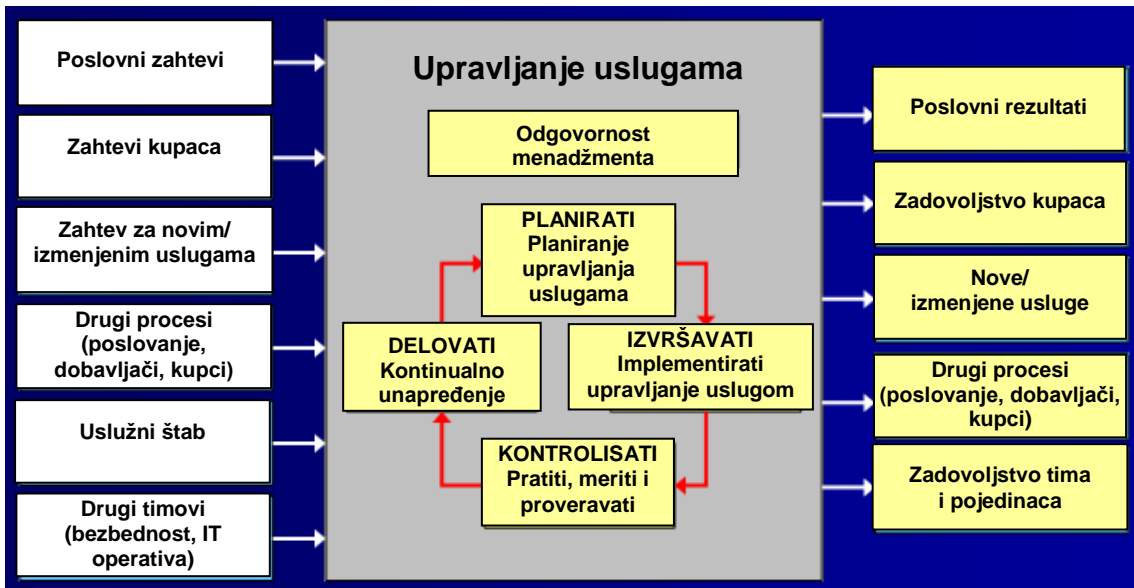 Poslovni zahtevi
Zahtevi kupaca
Zahtev za novim/
izmenjenim uslugama
Drugi procesi
(poslovanje,
dobavljači, kupci)
Uslužni štab
Drugi timovi
(bezbednost, IT
operativa)
Upravljanje uslugama
Odgovornost
menadžmenta
PLANIRATI
Planiranje
upravljanja
uslugama
DELOVATI
Kontinualno
unapređenje
IZVRŠAVATI
Implementirati
upravljanje uslugom
KONTROLISATI
Pratiti, meriti i
proveravati
Poslovni rezultati
Zadovoljstvo kupaca
Nove/
izmenjene usluge
Drugi procesi
(poslovanje, dobavljači,
kupci)
Zadovoljstvo tima
i pojedinaca